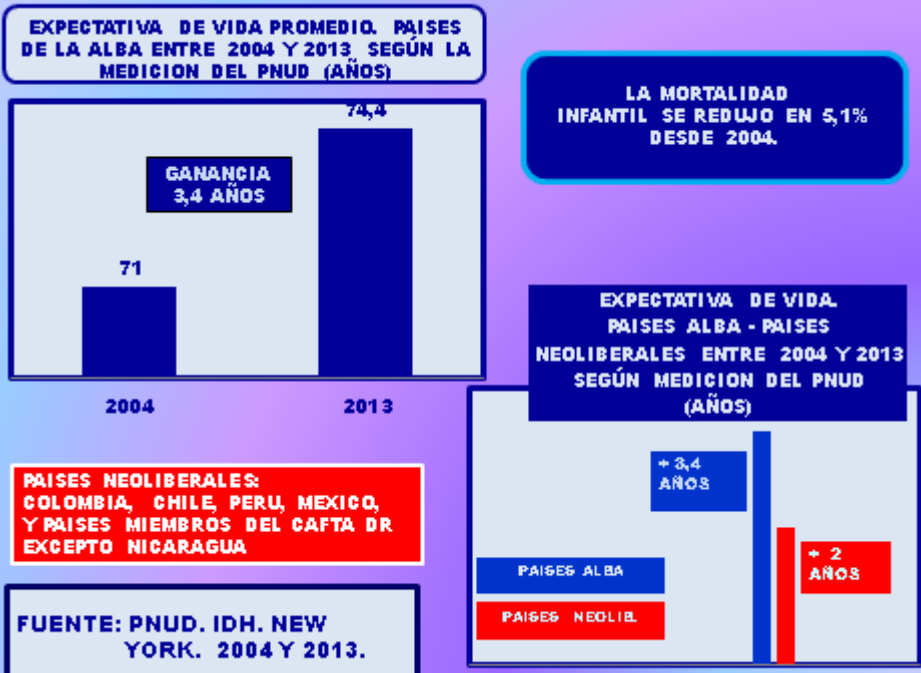 EXPECTATIVA DE VIDA PROMEDIO. PAISES
DE LA ALBA ENTRE 2004 Y 2013, SEGÚN LA
MEDICION DEL PNUD (AÑOS)
74,4
GANANCIA
3,4 AÑOS
71
2004
2013
LA MORTALIDAD
INFANTIL SE REDUJO EN 5,1%
DESDE 2004.
EXPECTATIVA DE VIDA.
PAISES ALBA - PAISES
NEOLIBERALES ENTRE 2004 Y 2013
SEGÚN MEDICION DEL PNUD
(AÑOS)
+ 3,4
AÑOS
+ 2
AÑOS
PAISES ALBA
PAISES NEOLIB.
PAISES NEOLIBERALES:
COLOMBIA, CHILE, PERU, MEXICO,
Y PAISES MIEMBROS DEL CAFTA DR
EXCEPTO NICARAGUA
FUENTE: PNUD. IDH. NEW
YORK. 2004 Y 2013.